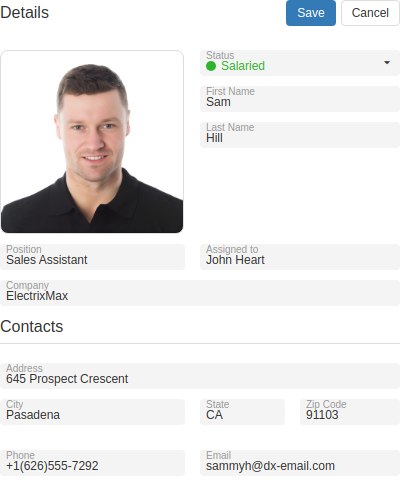 Details
Save
Cancel
Status
Salaried
First Name
Sam
Last Name
Hill
Position
Sales Assistant
Assigned to
John Heart
Company
ElectrixMax
Contacts
Address
645 Prospect Crescent
City
Pasadena
State
CA
Zip Code
91103
Phone
+1(626)555-7292
Email
sammyh@dx-email.com